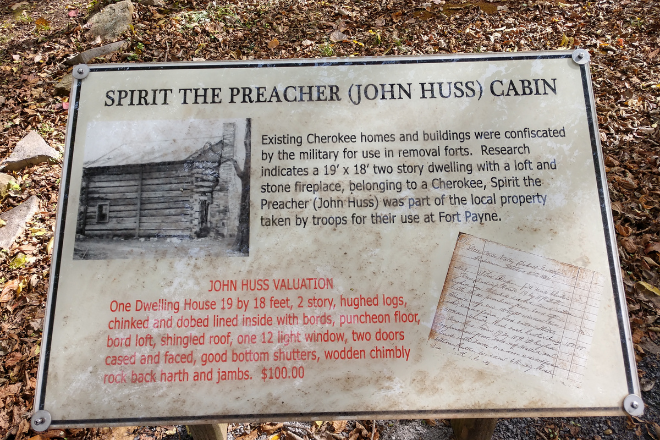 SPIRIT THE PREACHER (JOHN HUSS) CABIN
Existing Cherokee homes and buildings were confiscated
by the military for use in removal forts. Research
indicates a 19' x 18' two story dwelling with a loft and
stone fireplace, belonging to a Cherokee, Spirit the
Preacher (John Huss) was part of the local property
taken by troops for their use at Fort Payne.
JOHN HUSS VALUATION
One Dwelling House 19 by 18 feet, 2 story, hughed logs,
chinked and dobed lined inside with bords, puncheon floor,
bord loft, shingled roof, one 12 light window, two doors
cased and faced, good bottom shutters, wodden chimbly
rock back harth and jambs. $100.00